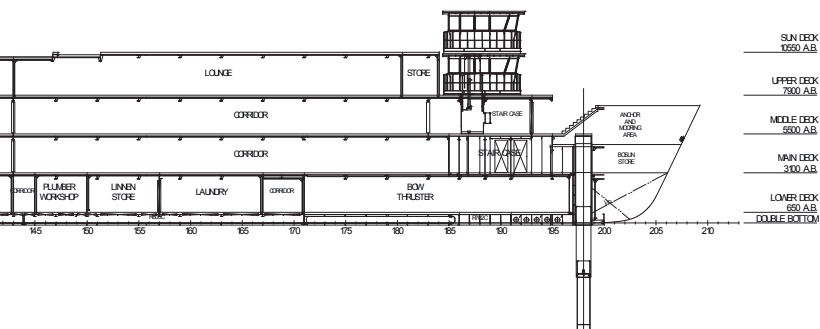 SUN DECK
10550 A.B.
LOUNGE
STORE
UPPER DECK
7900 A.B.
CORRIDOR
STAIR CASE
ANCHOR
AND
MOORING
AREA
MIDDLE DECK
5500 A.B.
CORRIDOR
STAIR CASE
BOSUN
STORE
MAIN DECK
3100 A.B.
CORRIDOR
PLUMBER
WORKSHOP
LINNEN
STORE
LAUNDRY
CORRIDOR
BOW
THRUSTER
LOWER DECK
650 A.B.
DOUBLE BOTTOM
145 150 155 160 165 170 175 180 185 190 195 200 205 210